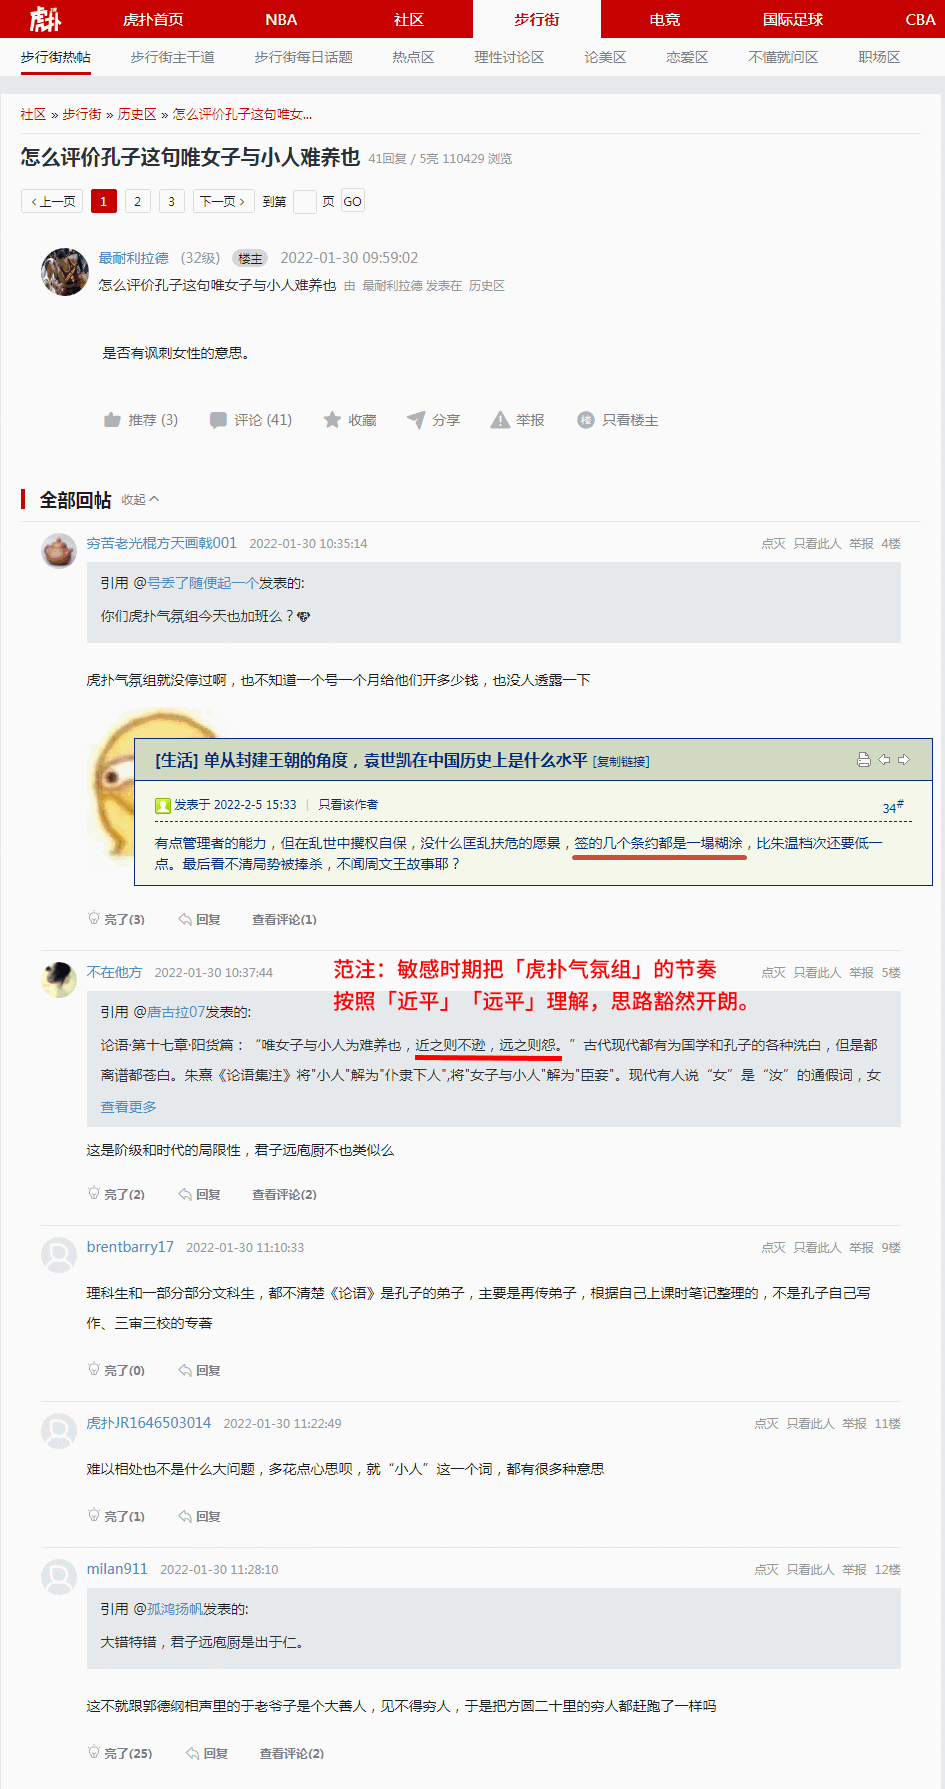 虎扑 虎扑首页 NBA 社区 步行街 电竞 国际足球 CBA
步行街热帖 步行街主干道 步行街每日话题 热点区 理性讨论区 论美区 恋爱区 不懂就问区 职场区
社区 » 步行街 » 历史区 » 怎么评价孔子这句唯女...
怎么评价孔子这句唯女子与小人难养也 41回复 / 5亮 110429 浏览
上一页 1 2 3 下一页 到第 页 GO
最耐利拉德 (32级) 楼主 2022-01-30 09:59:02
怎么评价孔子这句唯女子与小人难养也 由 最耐利拉德 发表在 历史区
是否有讽刺女性的意思。
推荐 (3) 评论 (41) 收藏 分享 举报 楼 只看楼主
全部回帖 收起
穷苦老光棍方天画戟001 2022-01-30 10:35:14 点灭 只看此人 举报 4楼
引用 @号丢了随便起一个发表的:
你们虎扑气氛组今天也加班么？
虎扑气氛组就没停过啊，也不知道一个号一个月给他们开多少钱，也没人透露一下
[生活] 单从封建王朝的角度，袁世凯在中国历史上是什么水平 [复制链接]
发表于 2022-2-5 15:33 | 只看该作者 34#
有点管理者的能力，但在乱世中撰权自保，没什么匡乱扶危的愿景，签的几个条约都是一塌糊涂，比朱温档次还要低一
点。最后看不清局势被捧杀，不闻周文王故事耶？
亮了(3) 回复 查看评论(1)
不在他方 2022-01-30 10:37:44 点灭 只看此人 举报 5楼
范注：敏感时期把「虎扑气氛组」的节奏
按照「近平」「远平」理解，思路豁然开朗。
引用 @唐古拉07发表的:
论语·第十七章·阳货篇：“唯女子与小人为难养也，近之则不逊，远之则怨。”古代现代都有为国学和孔子的各种洗白，但是都
离谱都苍白。朱熹《论语集注》将"小人"解为"仆隶下人",将"女子与小人"解为"臣妾"。现代有人说“女”是“汝”的通假词，女
查看更多
这是阶级和时代的局限性，君子远庖厨不也类似么
亮了(2) 回复 查看评论(2)
brentbarry17 2022-01-30 11:10:33 点灭 只看此人 举报 9楼
理科生和一部分部分文科生，都不清楚《论语》是孔子的弟子，主要是再传弟子，根据自己上课时笔记整理的，不是孔子自己写
作、三审三校的专著
亮了(0) 回复
虎扑JR1646503014 2022-01-30 11:22:49 点灭 只看此人 举报 11楼
难以相处也不是什么大问题，多花点心思呗，就“小人”这一个词，都有很多种意思
亮了(1) 回复
milan911 2022-01-30 11:28:10 点灭 只看此人 举报 12楼
引用 @孤鸿扬帆发表的:
大错特错，君子远庖厨是出于仁。
这不就跟郭德纲相声里的于老爷子是个大善人，见不得穷人，于是把方圆二十里的穷人都赶跑了一样吗
亮了(25) 回复 查看评论(2)